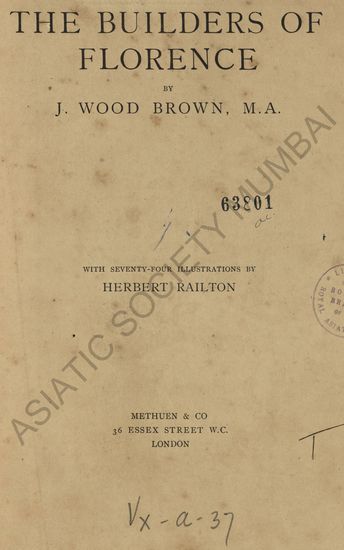 THE BUILDERS OF
FLORENCE
BY
J. WOOD BROWN, M.A.
63801
WITH SEVENTY-FOUR ILLUSTRATIONS BY
HERBERT RAILTON
ASIATIC SOCIETY MUMBAI
METHUEN & CO
36 ESSEX STREET W.C.
LONDON
T
Vx-a-37